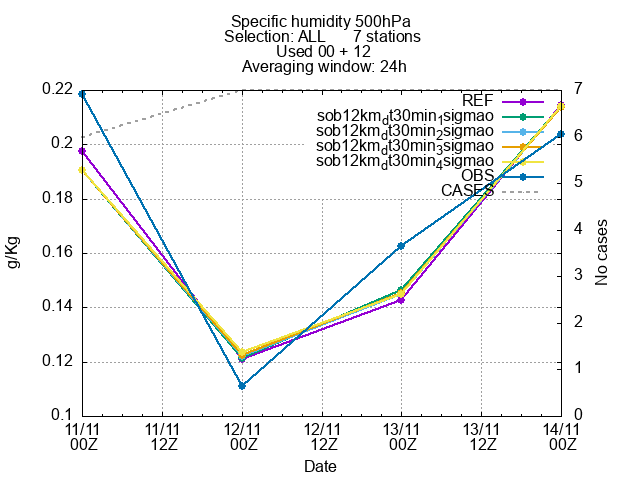 Specific humidity 500hPa
Selection: ALL 7 stations
Used 00 + 12
Averaging window: 24h
REF
sob12km_dt30min_1sigmao
sob12km_dt30min_2sigmao
sob12km_dt30min_3sigmao
sob12km_dt30min_4sigmao
OBS
CASES
g/Kg
0.22
0.2
0.18
0.16
0.14
0.12
0.1
No cases
7
6
5
4
3
2
1
0
11/11 11/11 12/11 12/11 13/11 13/11 14/11
00Z 12Z 00Z 12Z 00Z 12Z 00Z
Date